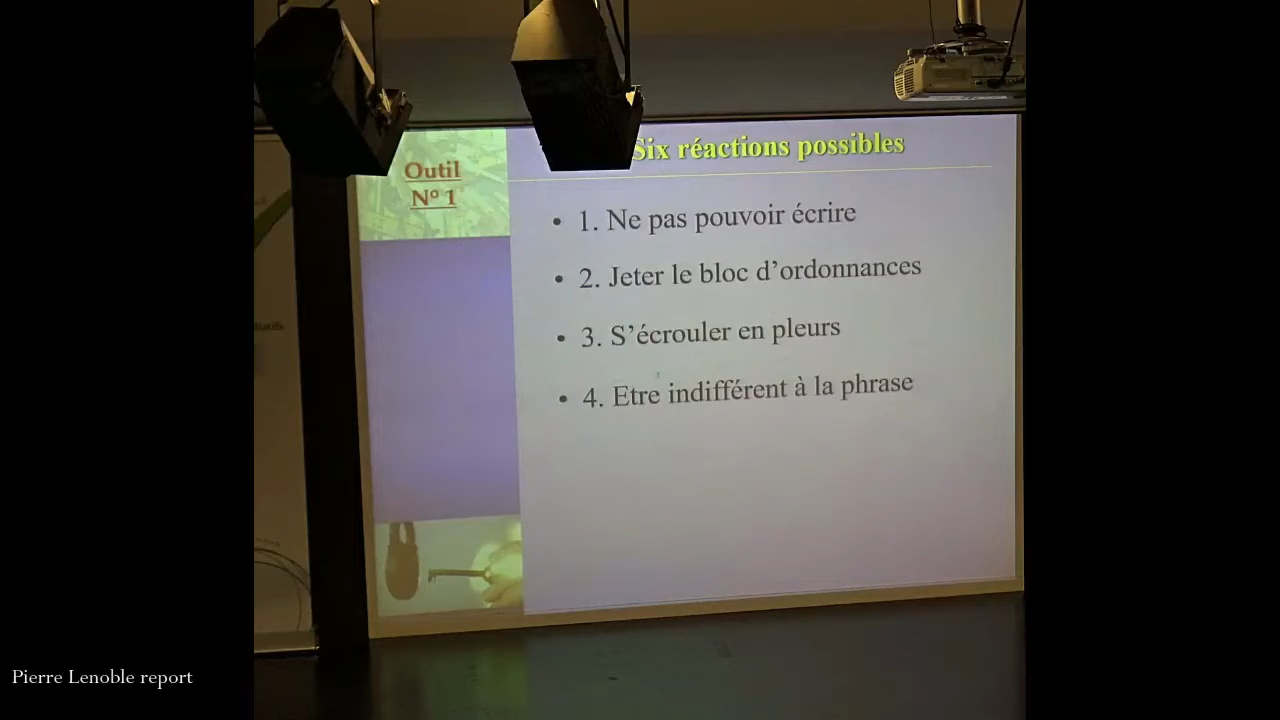 Outil
N° 1
Six réactions possibles
• 1. Ne pas pouvoir écrire
• 2. Jeter le bloc d’ordonnances
• 3. S’écrouler en pleurs
• 4. Etre indifférent à la phrase
Pierre Lenoble report